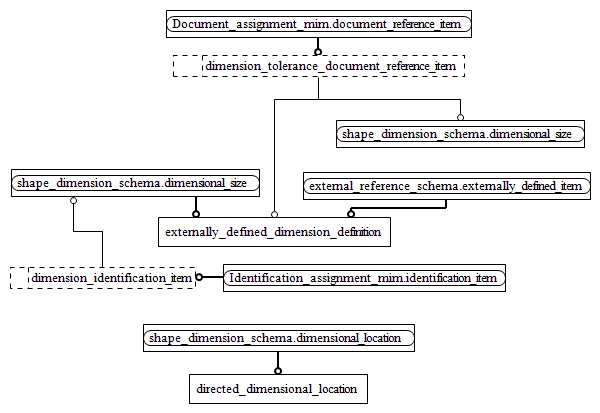 Document_assignment_mim.document_reference_item
dimension_tolerance_document_reference_item
shape_dimension_schema.dimensional_size
shape_dimension_schema.dimensional_size
external_reference_schema.externally_defined_item
externally_defined_dimension_definition
dimension_identification_item
Identification_assignment_mim.identification_item
shape_dimension_schema.dimensional_location
directed_dimensional_location